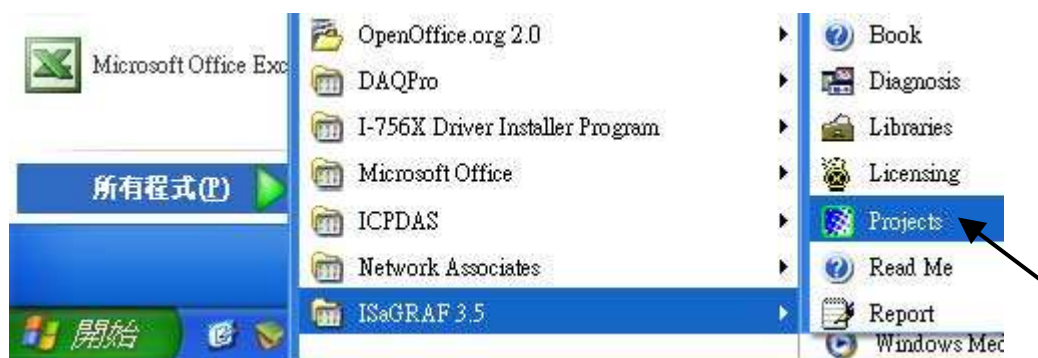 Microsoft Office Exc
所有程式(P)
開始
OpenOffice.org 2.0
DAQPro
I-756X Driver Installer Program
Microsoft Office
ICPDAS
Network Associates
ISaGRAF 3.5
Book
Diagnosis
Libraries
Licensing
Projects
Read Me
Report
Windows Med